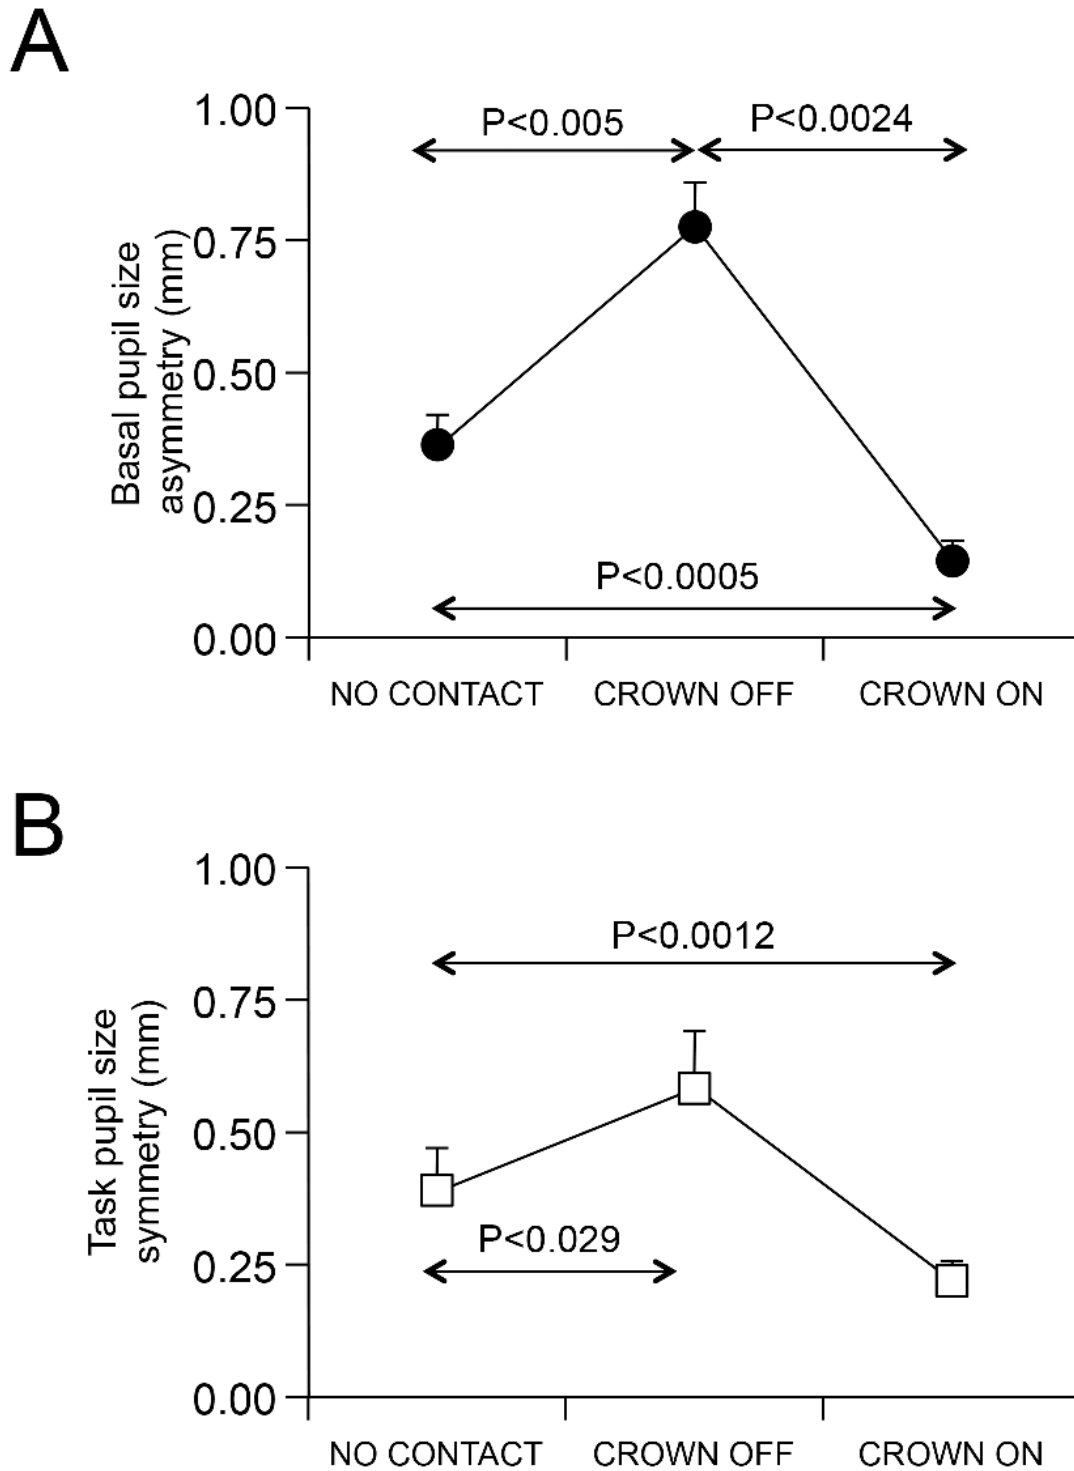 A
1.00
P<0.005
P<0.0024
0.75
Basal pupil size
asymmetry (mm)
0.50
0.25
P<0.0005
0.00
NO CONTACT
CROWN OFF
CROWN ON
B
1.00
P<0.0012
0.75
Task pupil size
symmetry (mm)
0.50
P<0.029
0.25
0.00
NO CONTACT
CROWN OFF
CROWN ON